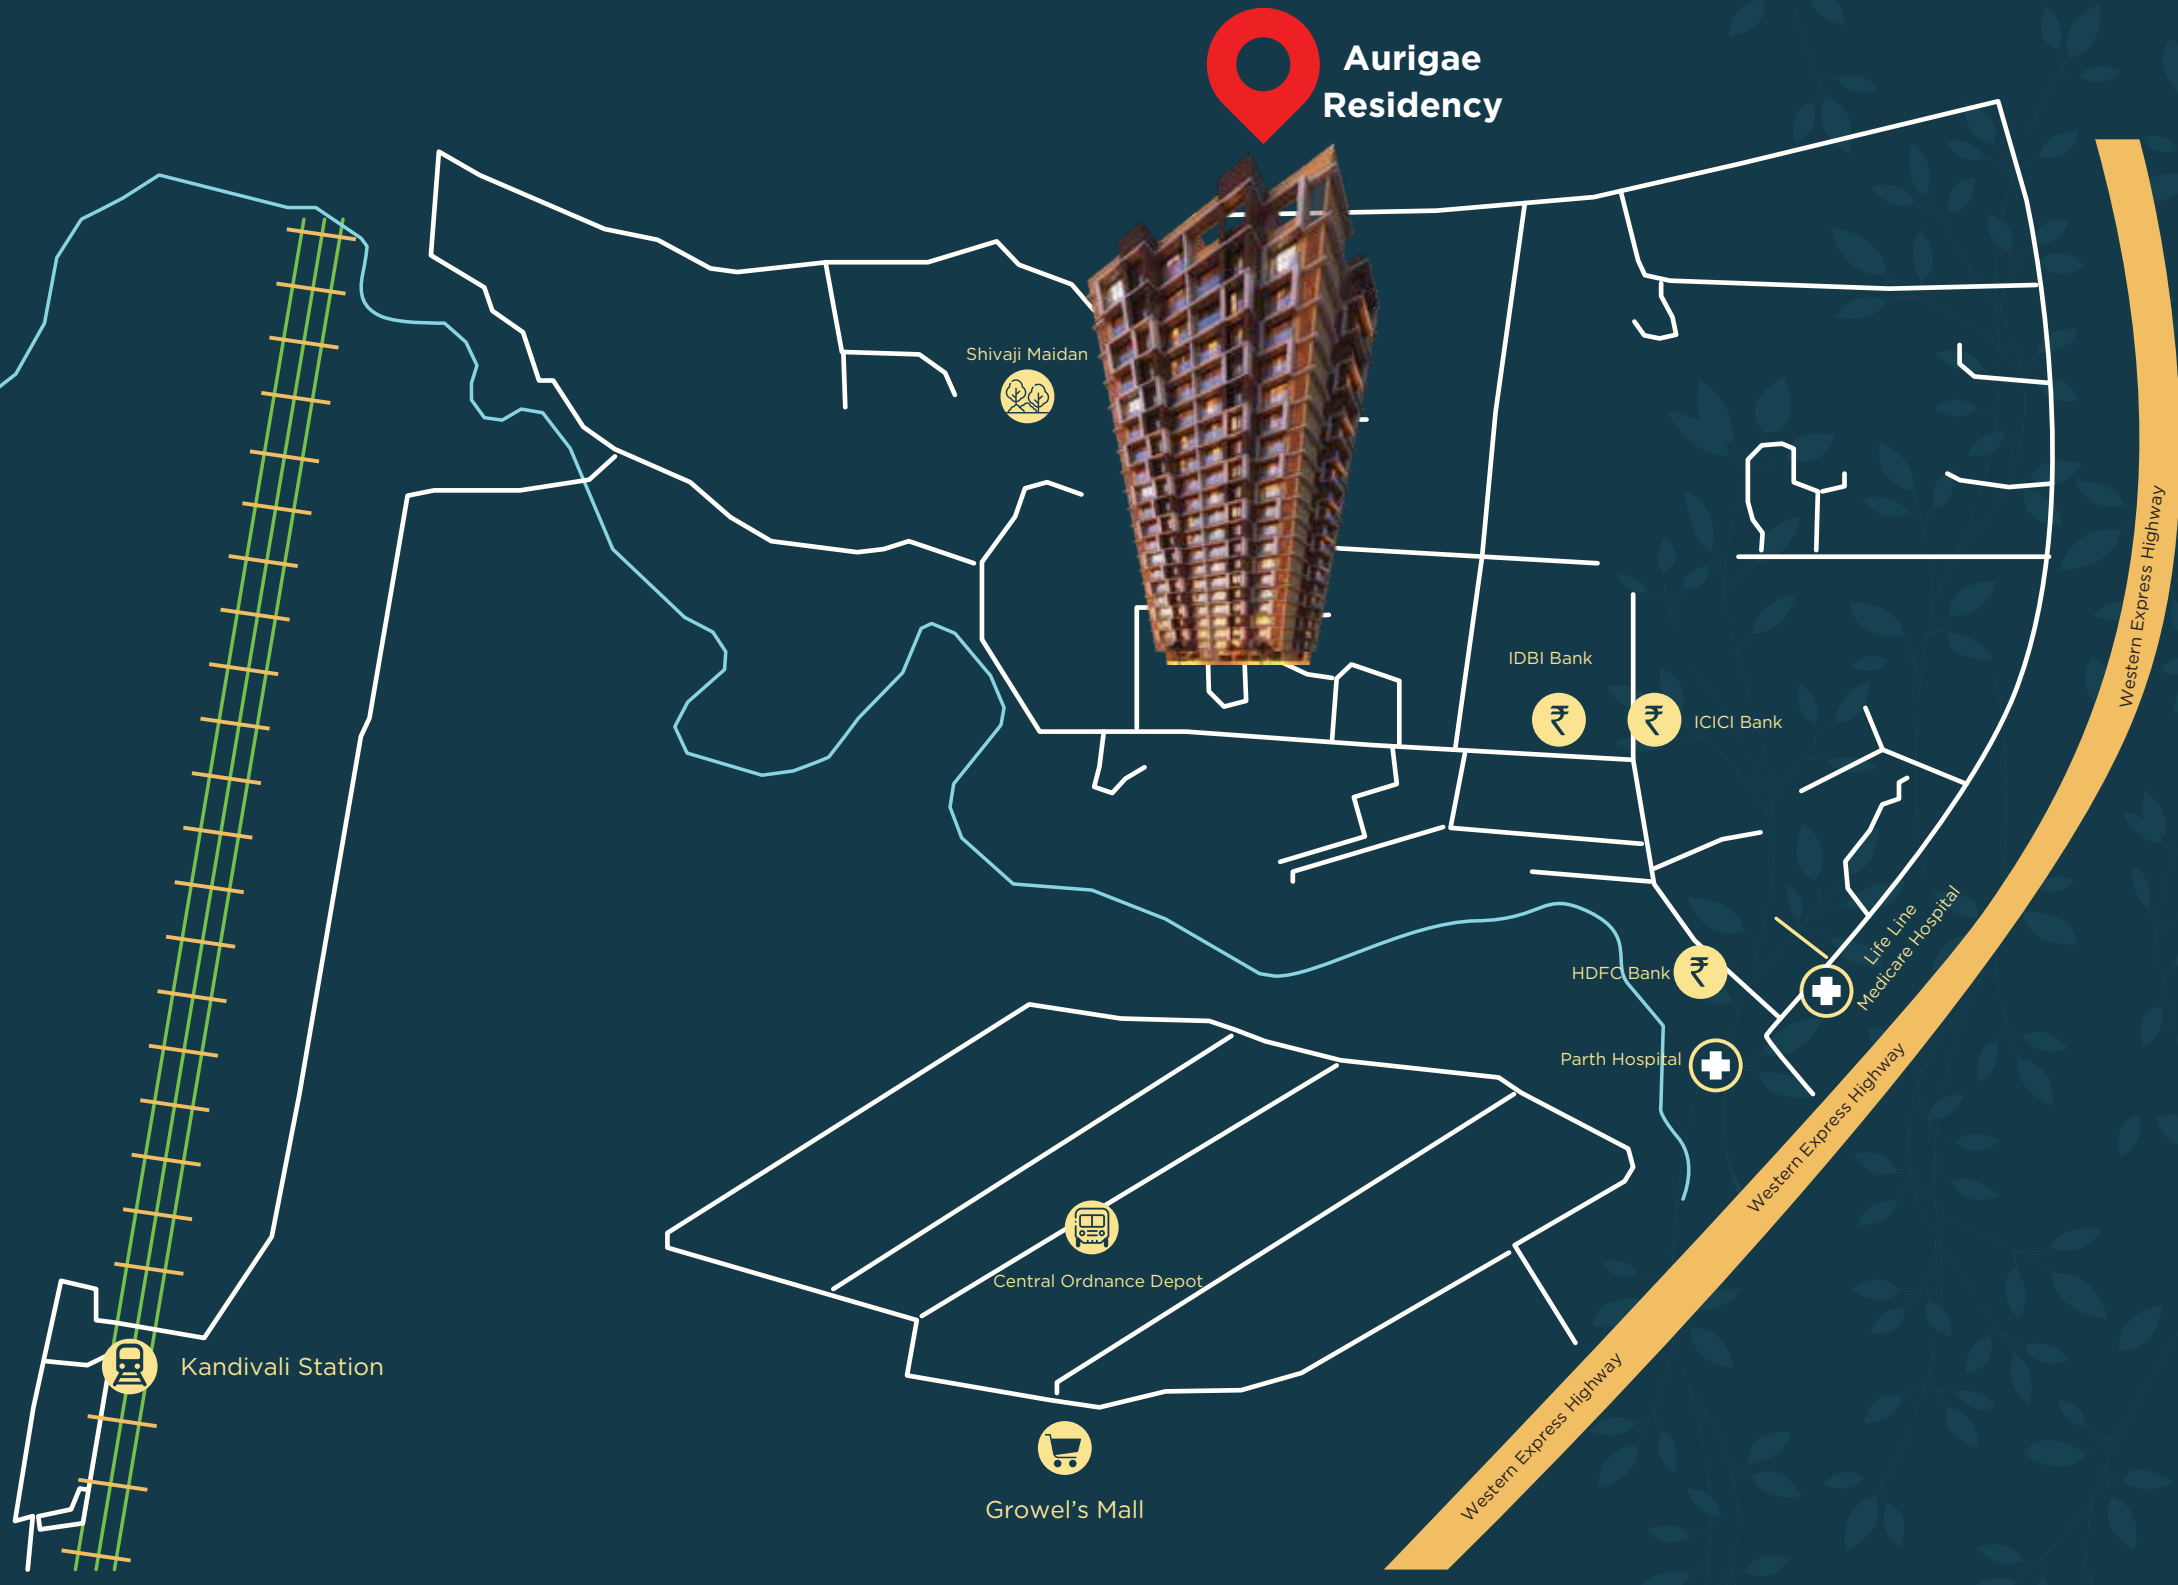 Aurigae
Residency
Shivaji Maidan
Western Express Highway
IDBI Bank
ICICI Bank
Life Line
Medicare Hospital
HDFC Bank
Parth Hospital
Western Express Highway
Central Ordnance Depot
Kandivali Station
Western Express Highway
Growel's Mall